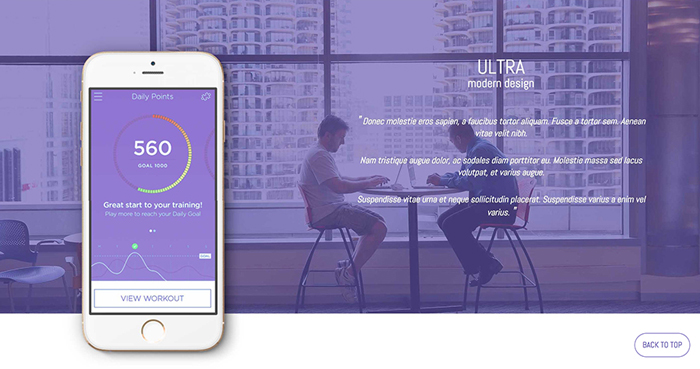 Daily Points
560
GOAL 1000
Great start to your training!
Play more to reach your Daily Goal
VIEW WORKOUT
ULTRA
modern design
" Donec molestie eros sapien, a faucibus tortor aliquam. Fusce a tortor sem. Aenean
vitae velit nibh.
Nam tristique augue dolor, ac sodales diam porttitor eu. Molestie massa sed lacus
volutpat, et varius augue.
Suspendisse vitae urna et neque sollicitudin placerat. Suspendisse varius a enim vel
varius. "
BACK TO TOP